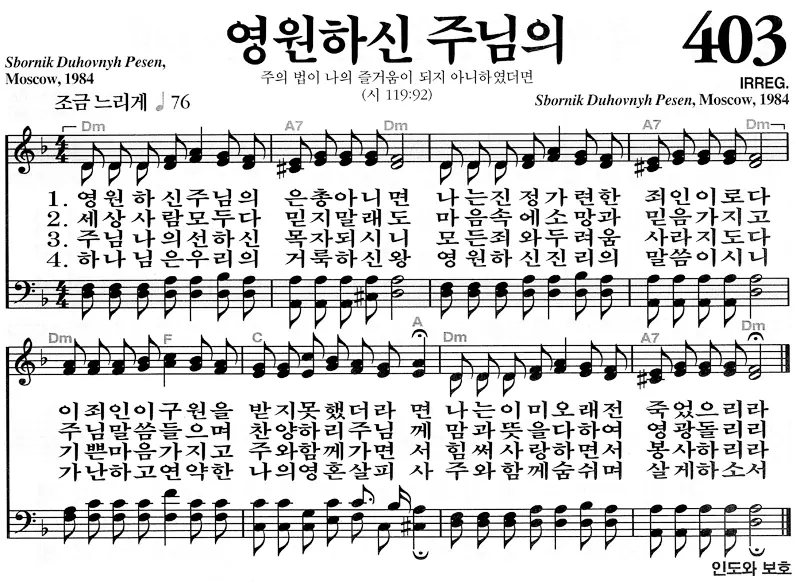 영원하신 주님의
403
Sbornik Duhovnyh Pesen,
Moscow, 1984
주의 법이 나의 즐거움이 되지 아니하였더면
(시 119:92)
IRREG.
조금 느리게 ♩76
Sbornik Duhovnyh Pesen, Moscow, 1984
Dm A7 Dm A7 Dm
1. 영원하신주님의 은총아니면 나는진정가련한 죄인이로다
2. 세상사람모두다 믿지말래도 마음속에소망과 믿음가지고
3. 주님나의선하신 목자되시니 모든죄와두려움 사라지도다
4. 하나님은우리의 거룩하신왕 영원하신진리의 말씀이시니
Dm F C A Dm A7 Dm
이죄인이구원을 받지못했더라면 나는이미오래전 죽었으리라
주님말씀들으며 찬양하리주님께 맘과뜻을다하여 영광돌리리
기쁜마음가지고 주와함께가면서 힘써사랑하면서 봉사하리라
가난하고연약한 나의영혼살피사 주와함께숨쉬며 살게하소서
인도와 보호